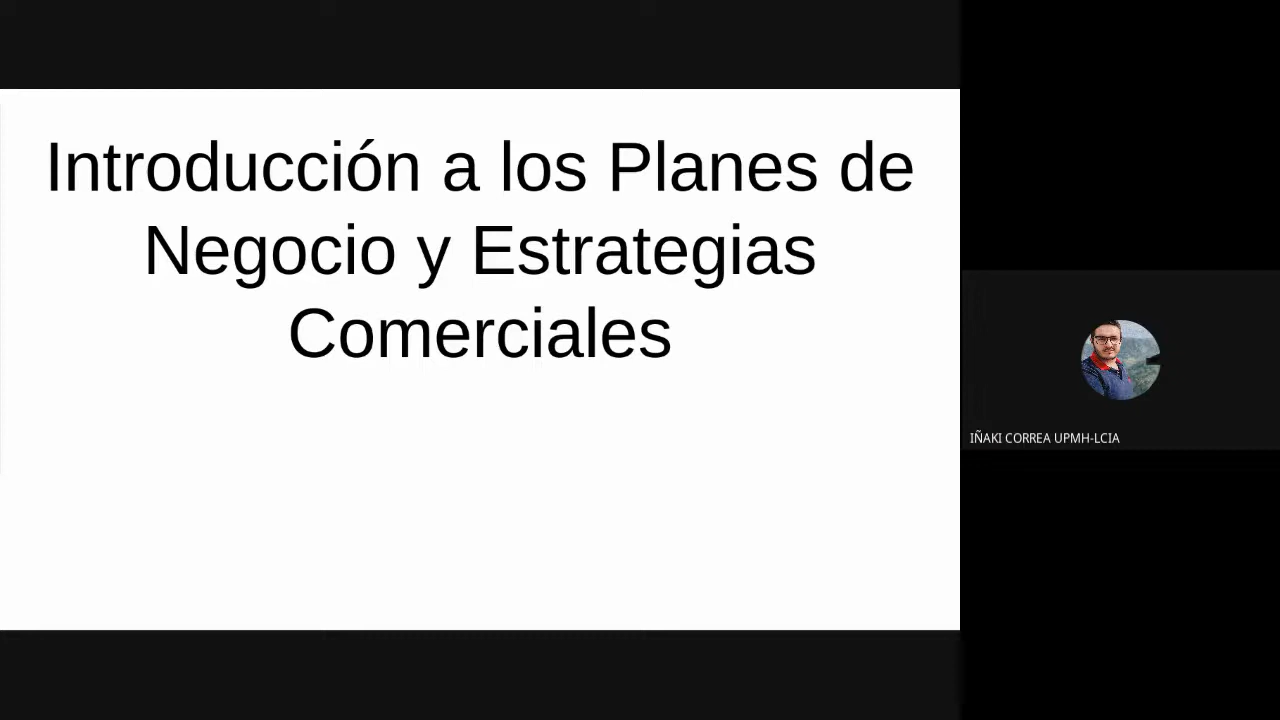 Introducción a los Planes de
Negocio y Estrategias
Comerciales
IÑAKI CORREA UPMH-LCIA